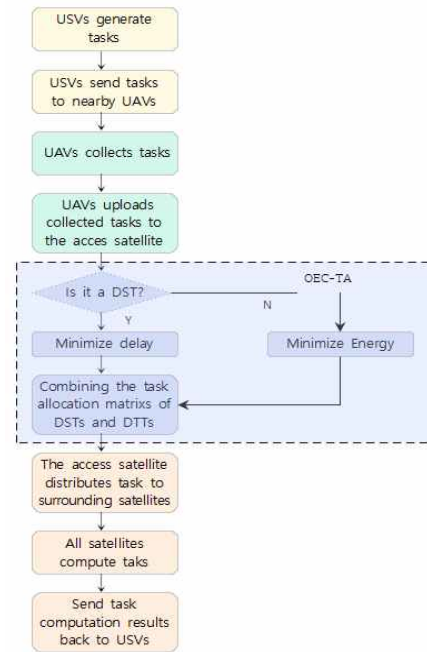 USVs generate
tasks
USVs send tasks
to nearby UAVs
UAVs collects tasks
UAVs uploads
collected tasks to
the acces satellite
OEC-TA
Is it a DST?
N
Y
Minimize delay
Minimize Energy
Combining the task
allocation matrixs of
DSTs and DTTs
The access satellite
distributes task to
surrounding satellites
All satellites
compute taks
Send task
computation results
back to USVs